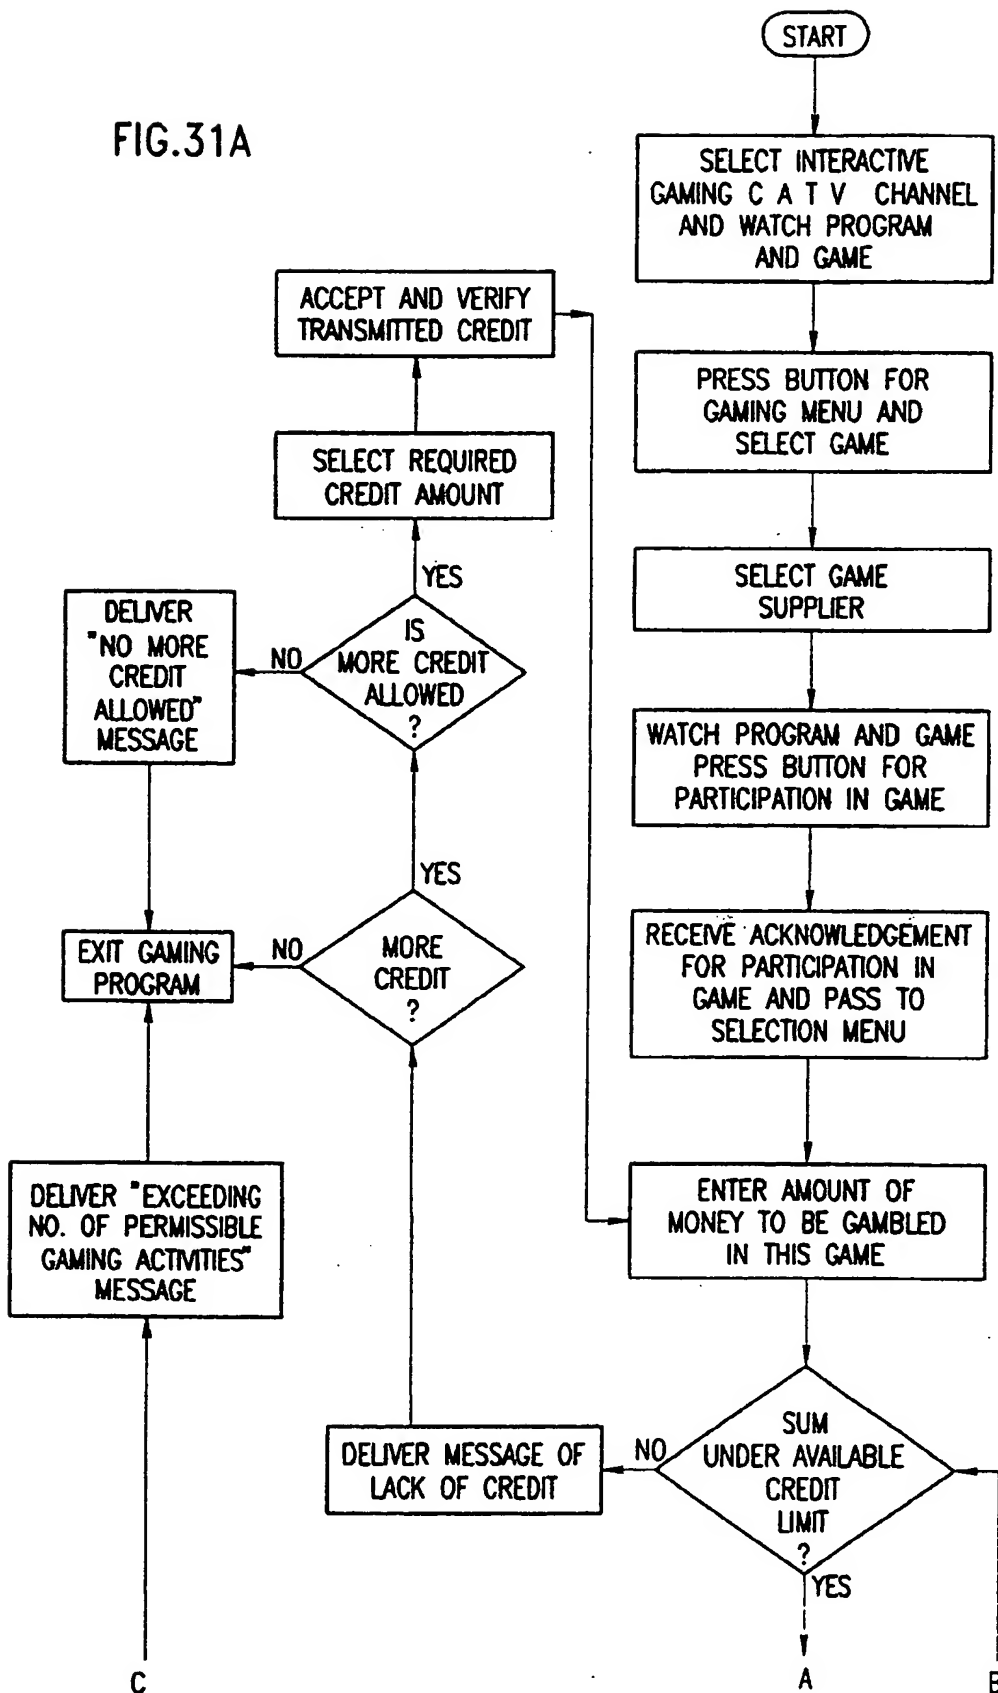 START
FIG.31A
SELECT INTERACTIVE
GAMING C A T V CHANNEL
AND WATCH PROGRAM
AND GAME
ACCEPT AND VERIFY
TRANSMITTED CREDIT
PRESS BUTTON FOR
GAMING MENU AND
SELECT GAME
SELECT REQUIRED
CREDIT AMOUNT
YES
SELECT GAME
SUPPLIER
DELIVER
"NO MORE
CREDIT
ALLOWED"
MESSAGE
NO
IS
MORE CREDIT
ALLOWED
?
WATCH PROGRAM AND GAME
PRESS BUTTON FOR
PARTICIPATION IN GAME
YES
EXIT GAMING
PROGRAM
NO
MORE
CREDIT
?
RECEIVE ACKNOWLEDGEMENT
FOR PARTICIPATION IN
GAME AND PASS TO
SELECTION MENU
DELIVER "EXCEEDING
NO. OF PERMISSIBLE
GAMING ACTIVITIES"
MESSAGE
ENTER AMOUNT OF
MONEY TO BE GAMBLED
IN THIS GAME
DELIVER MESSAGE OF
LACK OF CREDIT
NO
SUM
UNDER AVAILABLE
CREDIT
LIMIT
?
YES
C
A
B